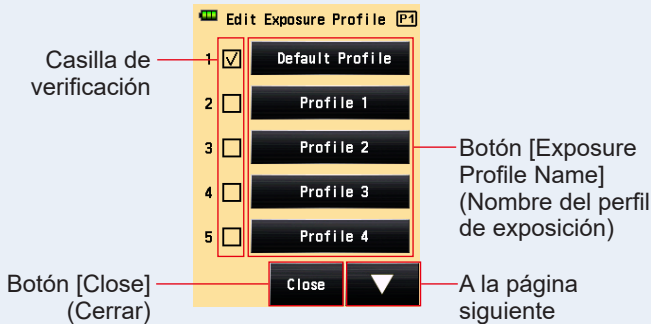 Edit Exposure Profile P1
Casilla de
verificación
1 Default Profile
2 Profile 1
3 Profile 2
4 Profile 3
5 Profile 4
Botón [Exposure
Profile Name]
(Nombre del perfil
de exposición)
Botón [Close]
(Cerrar)
Close
A la página
siguiente